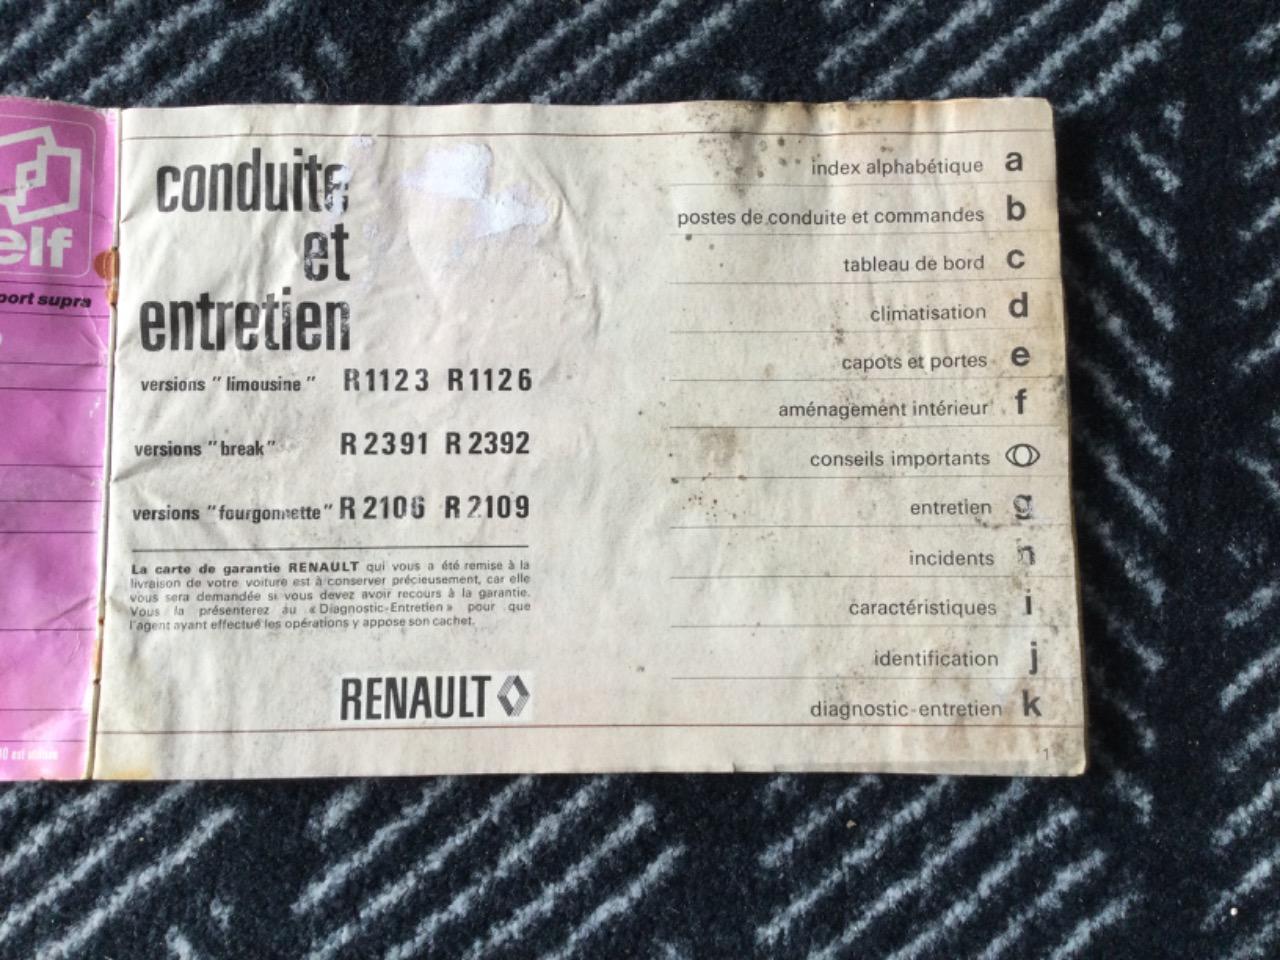 elf
port supra
conduite
et
entretien
versions "limousine" R1123 R1126
versions "break" R2391 R2392
versions "fourgonnette" R2106 R2109
La carte de garantie RENAULT qui vous a été remise à la
livraison de votre voiture est à conserver précieusement, car elle
vous sera demandée si vous devez avoir recours à la garantie.
Vous la présenterez au «Diagnostic-Entretien» pour que
l'agent ayant effectué les opérations y appose son cachet.
RENAULT
index alphabétique a
postes de conduite et commandes b
tableau de bord c
climatisation d
capots et portes e
aménagement intérieur f
conseils importants
entretien g
incidents h
caractéristiques i
identification j
diagnostic-entretien k
1